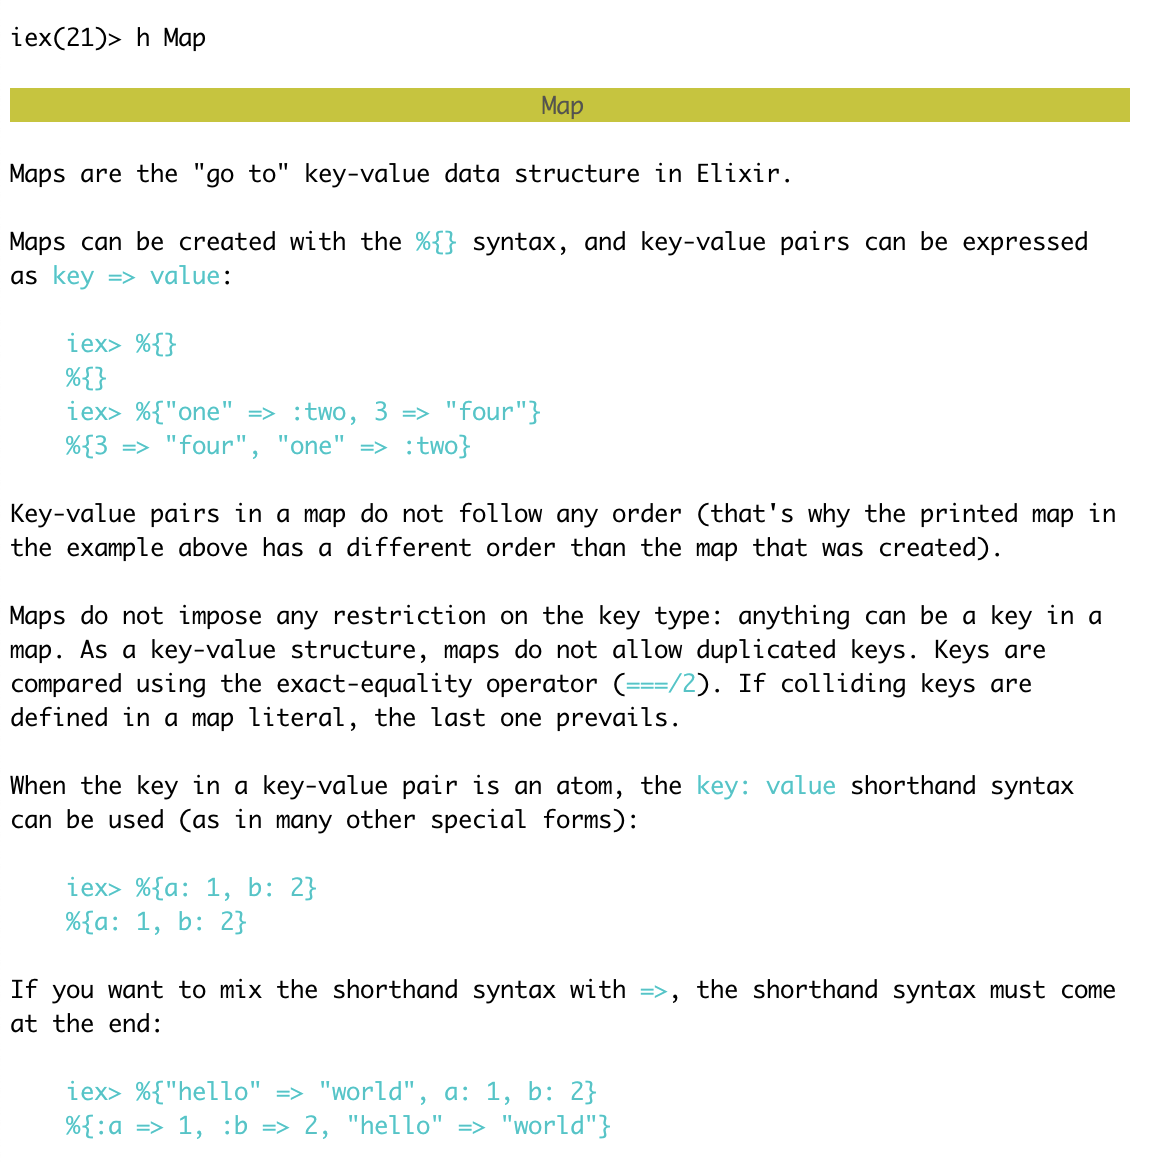 iex(21)> h Map
Map
Maps are the "go to" key-value data structure in Elixir.
Maps can be created with the %{} syntax, and key-value pairs can be expressed
as key => value:
iex> %{}
%{}
iex> %{"one" => :two, 3 => "four"}
%{3 => "four", "one" => :two}
Key-value pairs in a map do not follow any order (that's why the printed map in
the example above has a different order than the map that was created).
Maps do not impose any restriction on the key type: anything can be a key in a
map. As a key-value structure, maps do not allow duplicated keys. Keys are
compared using the exact-equality operator (===/2). If colliding keys are
defined in a map literal, the last one prevails.
When the key in a key-value pair is an atom, the key: value shorthand syntax
can be used (as in many other special forms):
iex> %{a: 1, b: 2}
%{a: 1, b: 2}
If you want to mix the shorthand syntax with =>, the shorthand syntax must come
at the end:
iex> %{"hello" => "world", a: 1, b: 2}
%{:a => 1, :b => 2, "hello" => "world"}